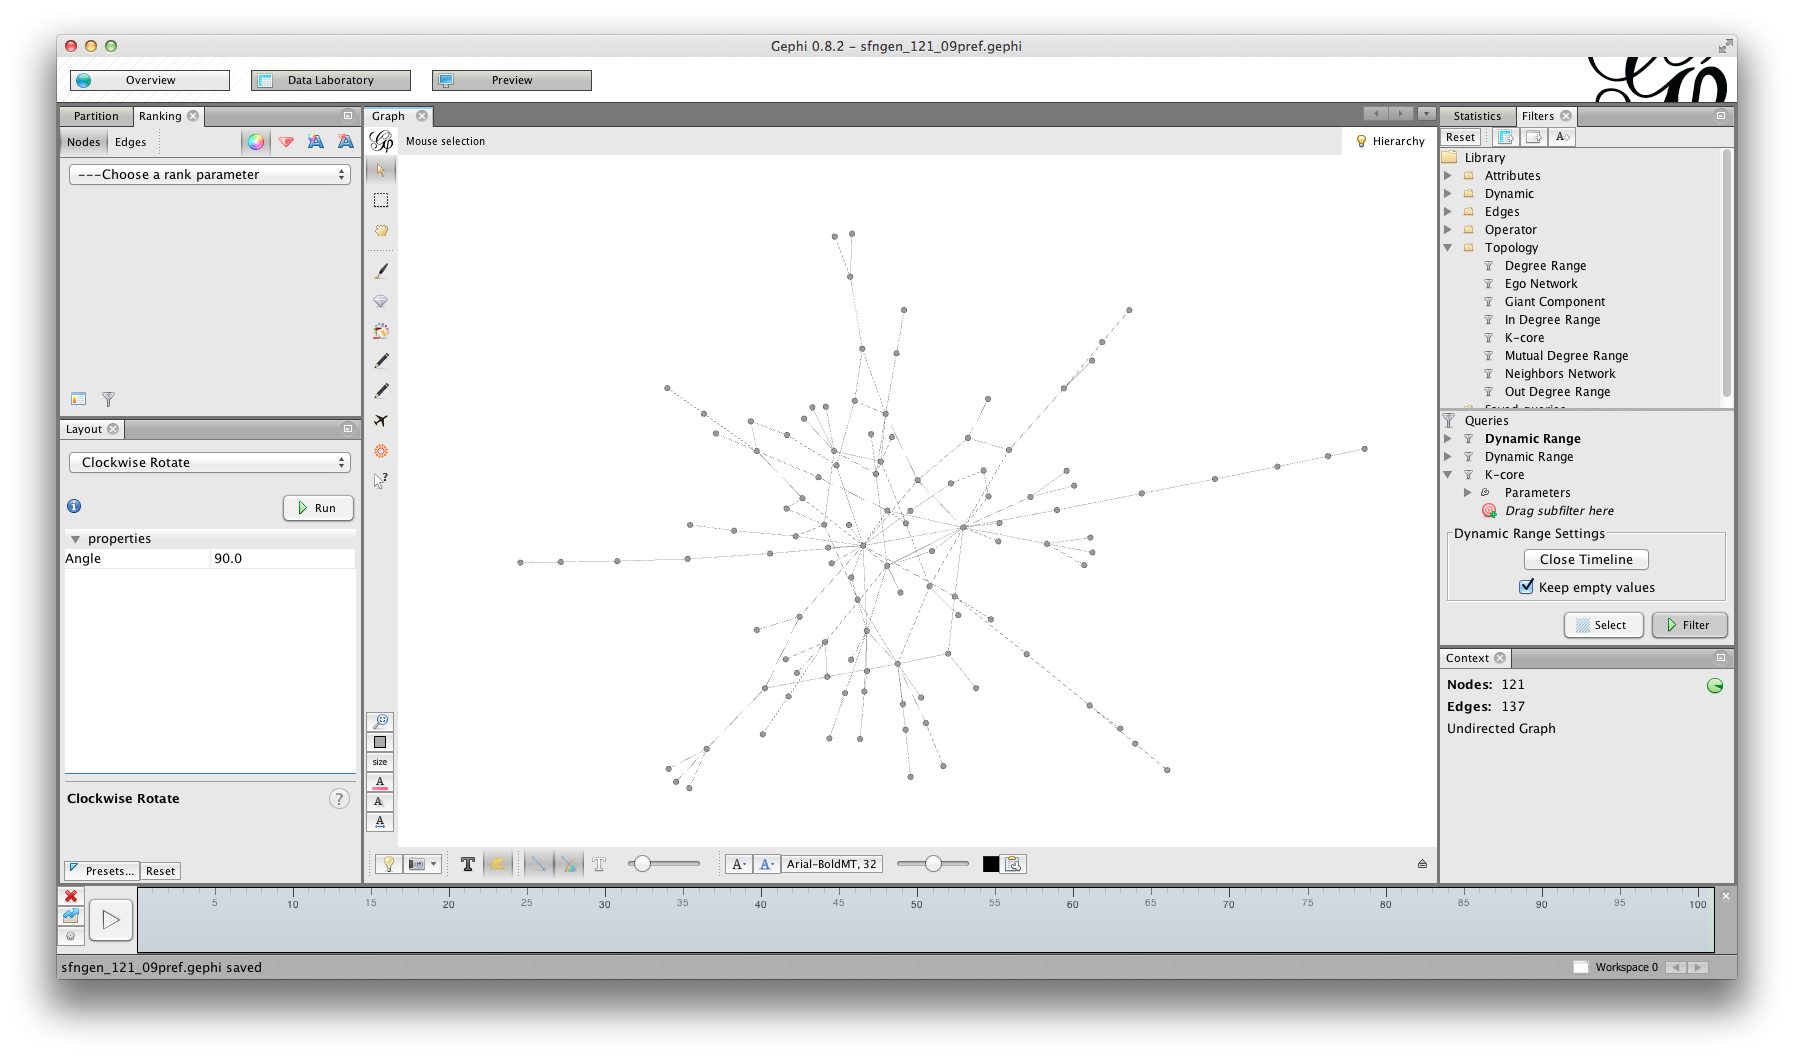 Gephi 0.8.2 – sfngen_121_09pref.gephi
Overview
Data Laboratory
Preview
Partition
Ranking
Nodes
Edges
---Choose a rank parameter
Layout
Clockwise Rotate
Run
properties
Angle 90.0
Clockwise Rotate
?
Presets...
Reset
Graph
Mouse selection
Hierarchy
size
A
A
A
T
T
A
A
Arial-BoldMT, 32
Statistics
Filters
Reset
Library
Attributes
Dynamic
Edges
Operator
Topology
Degree Range
Ego Network
Giant Component
In Degree Range
K-core
Mutual Degree Range
Neighbors Network
Out Degree Range
Saved queries
Queries
Dynamic Range
Dynamic Range
K-core
Parameters
Drag subfilter here
Dynamic Range Settings
Close Timeline
Keep empty values
Select
Filter
Context
Nodes: 121
Edges: 137
Undirected Graph
5 10 15 20 25 30 35 40 45 50 55 60 65 70 75 80 85 90 95 100
sfngen_121_09pref.gephi saved
Workspace 0